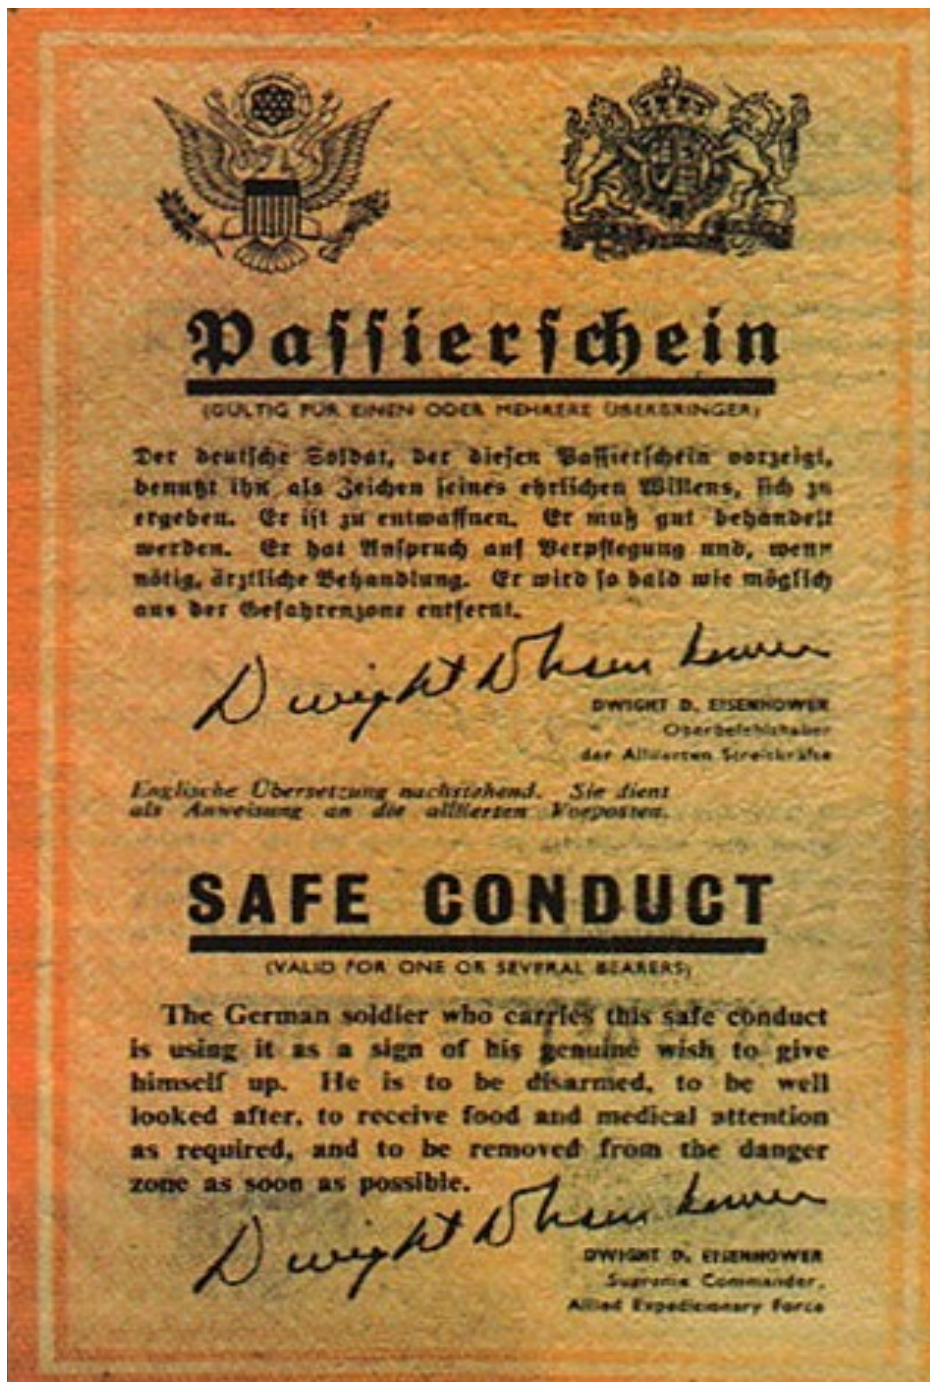 Passierschein
(GÜLTIG FÜR EINEN ODER MEHRERE ÜBERBRINGER)
Der deutsche Soldat, der diesen Passierschein vorzeigt,
benutzt ihn als Zeichen seines ehrlichen Willens, sich zu
ergeben. Er ist zu entwaffnen. Er muß gut behandelt
werden. Er hat Anspruch auf Verpflegung und, wenn
nötig, ärztliche Behandlung. Er wird so bald wie möglich
aus der Gefahrenzone entfernt.
Dwight D Eisenhower
DWIGHT D. EISENHOWER
Oberbefehlshaber
der Alliierten Streitkräfte
Englische Übersetzung nachstehend. Sie dient
als Anweisung an die alliierten Vorposten.
SAFE CONDUCT
(VALID FOR ONE OR SEVERAL BEARERS)
The German soldier who carries this safe conduct
is using it as a sign of his genuine wish to give
himself up. He is to be disarmed, to be well
looked after, to receive food and medical attention
as required, and to be removed from the danger
zone as soon as possible.
Dwight D Eisenhower
DWIGHT D. EISENHOWER
Supreme Commander,
Allied Expeditionary Force